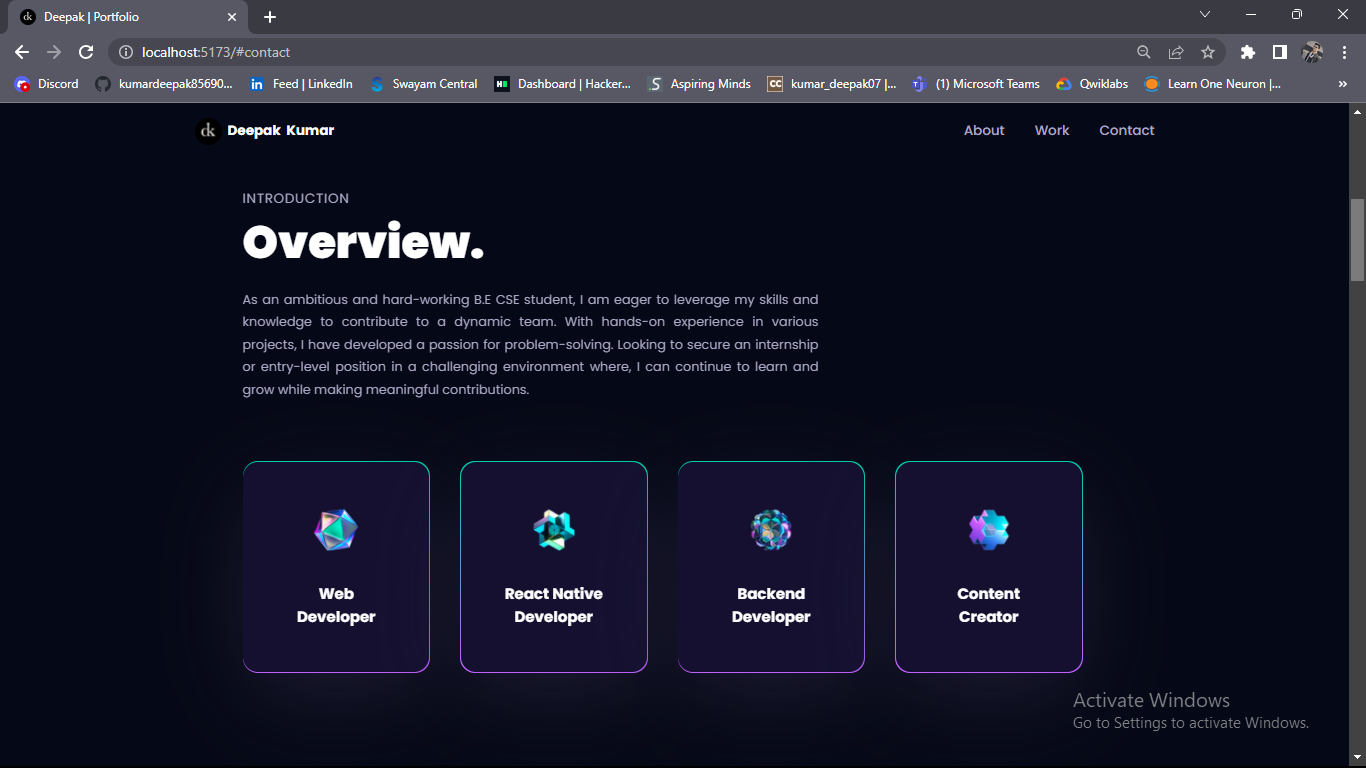 dk Deepak | Portfolio
localhost:5173/#contact
Discord kumardeepak85690... in Feed | LinkedIn Swayam Central Dashboard | Hacker... Aspiring Minds CC kumar_deepak07 |... (1) Microsoft Teams Qwiklabs Learn One Neuron |... »
dk Deepak Kumar About Work Contact
INTRODUCTION
Overview.
As an ambitious and hard-working B.E CSE student, I am eager to leverage my skills and
knowledge to contribute to a dynamic team. With hands-on experience in various
projects, I have developed a passion for problem-solving. Looking to secure an internship
or entry-level position in a challenging environment where, I can continue to learn and
grow while making meaningful contributions.
Web
Developer
React Native
Developer
Backend
Developer
Content
Creator
Activate Windows
Go to Settings to activate Windows.